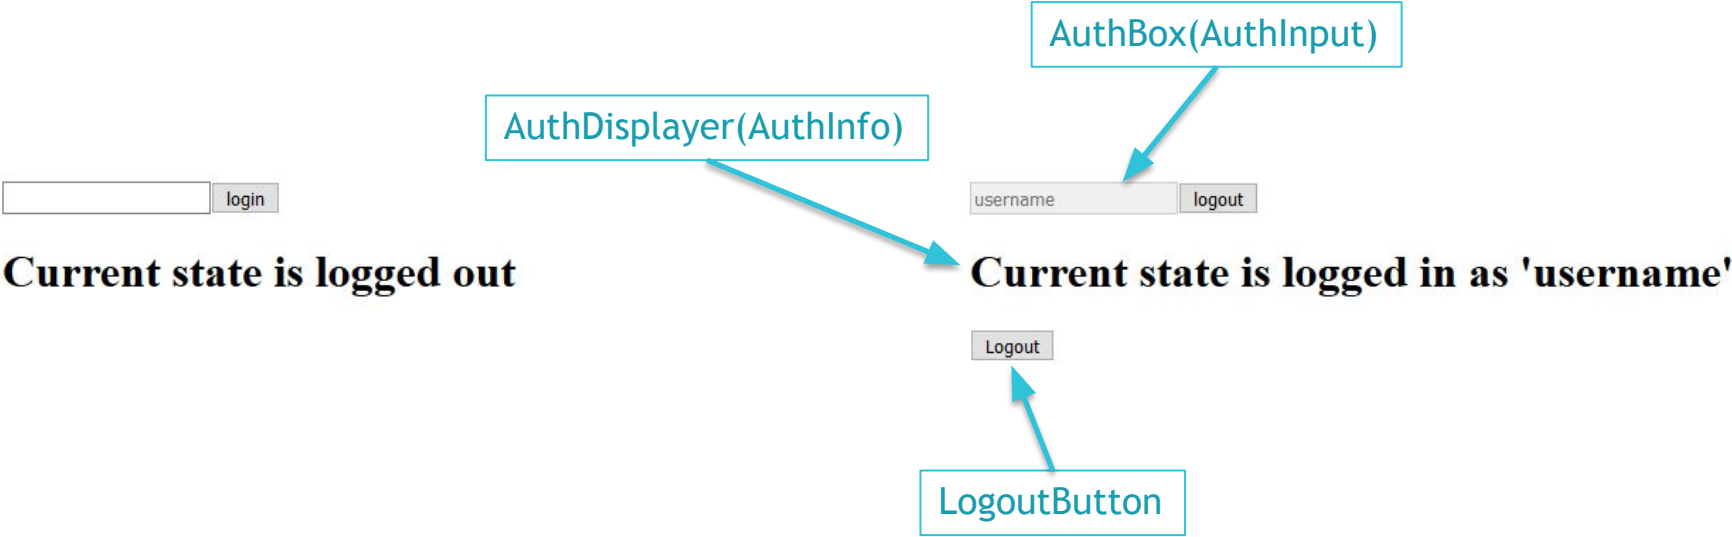 AuthBox(AuthInput)
AuthDisplayer(AuthInfo)
login
username logout
Current state is logged out
Current state is logged in as 'username'
Logout
LogoutButton